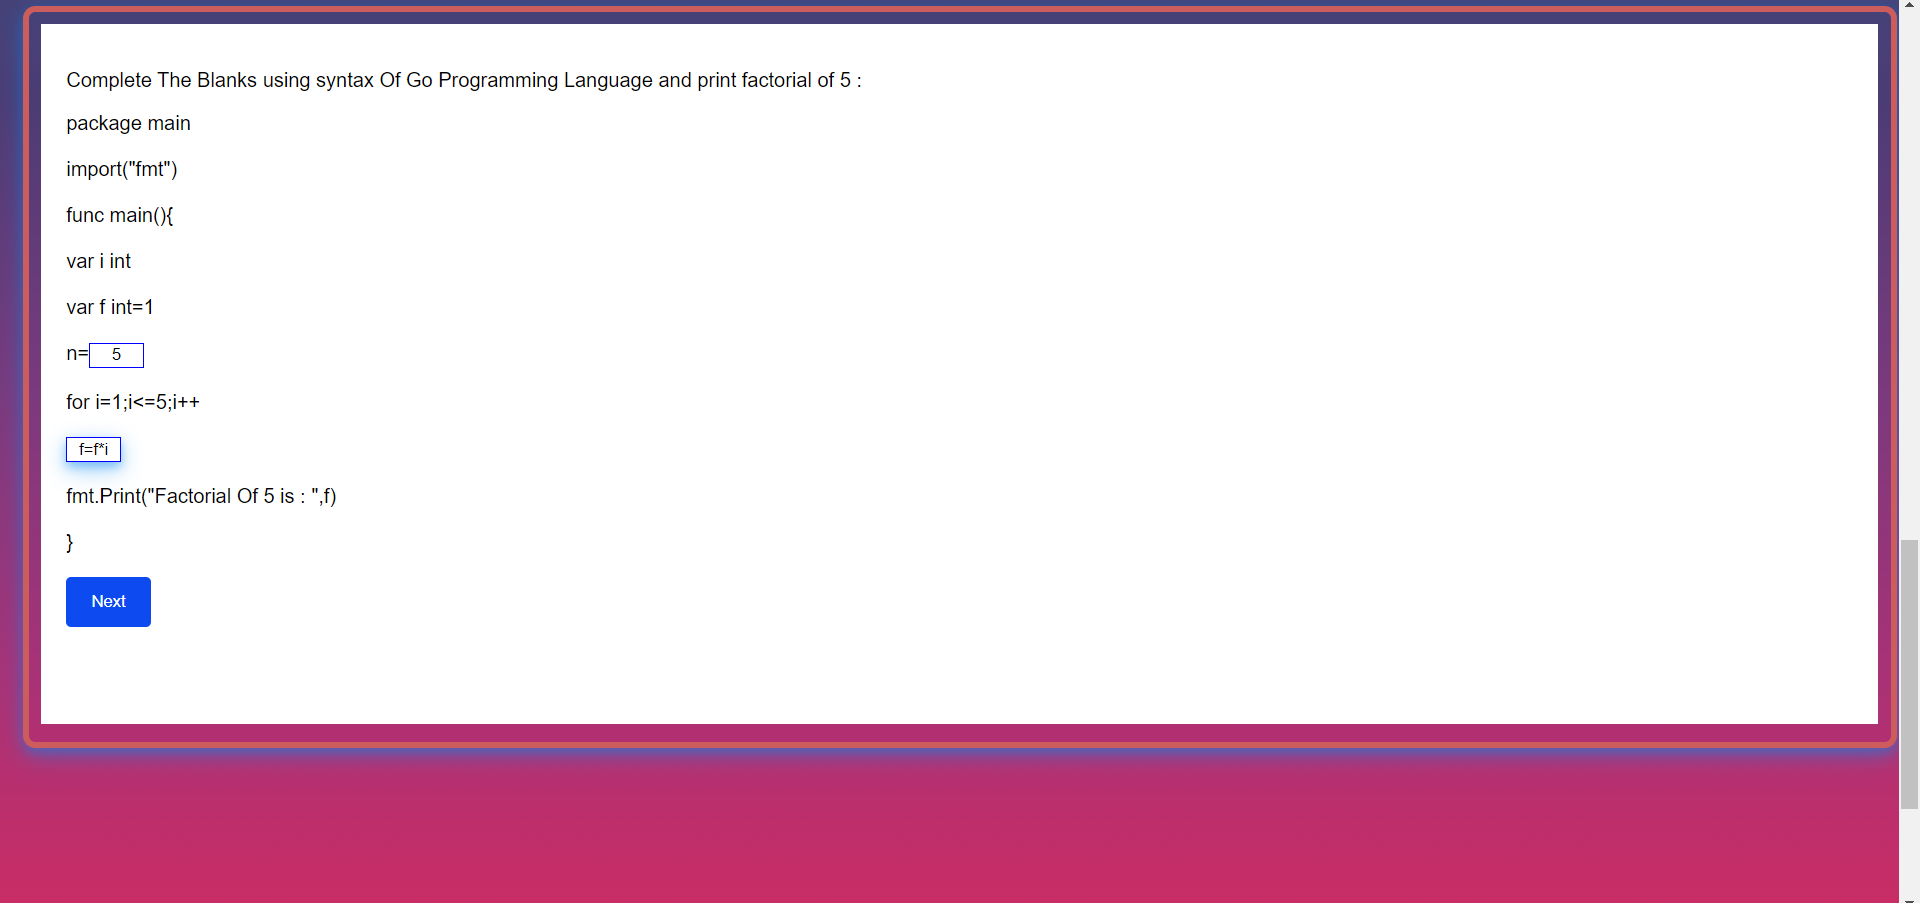 Complete The Blanks using syntax Of Go Programming Language and print factorial of 5 :
package main
import("fmt")
func main(){
var i int
var f int=1
n=5
for i=1;i<=5;i++
f=f*i
fmt.Print("Factorial Of 5 is : ",f)
}
Next